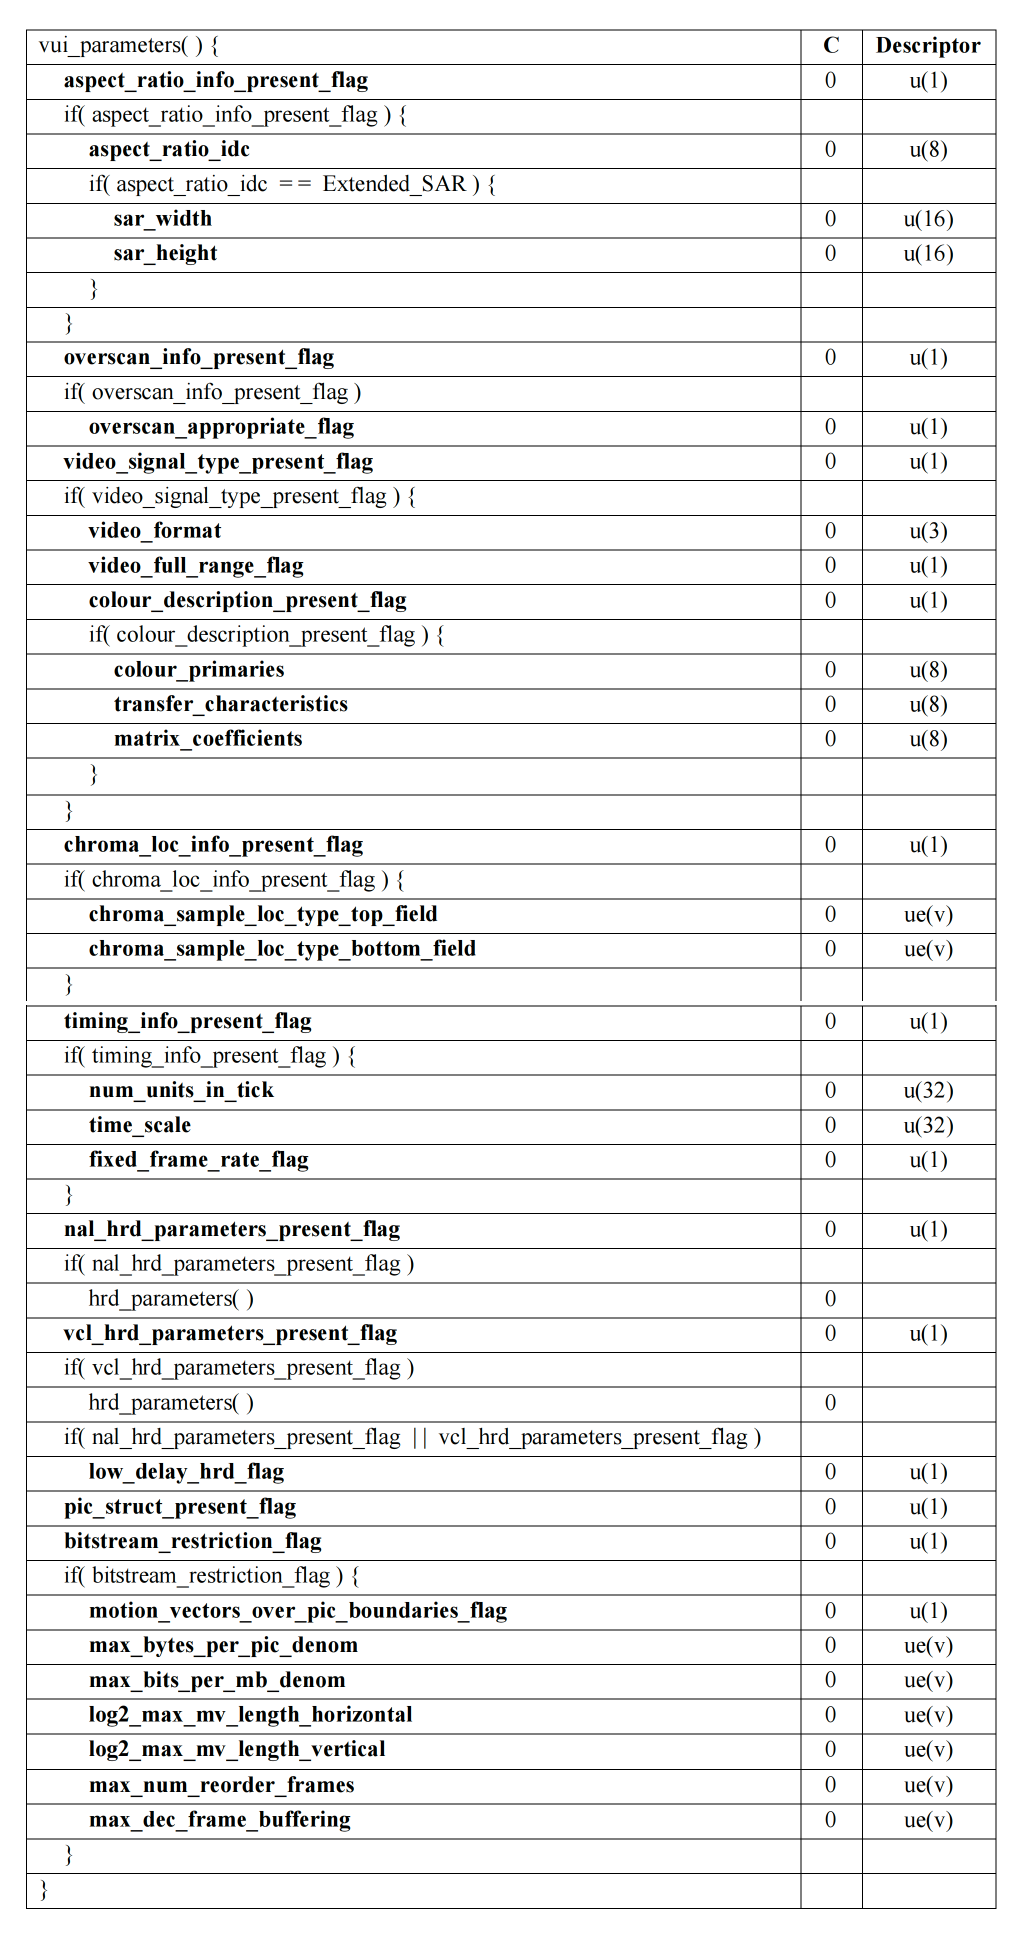 vui_parameters( ) { C Descriptor
aspect_ratio_info_present_flag 0 u(1)
if( aspect_ratio_info_present_flag ) {
aspect_ratio_idc 0 u(8)
if( aspect_ratio_idc = = Extended_SAR ) {
sar_width 0 u(16)
sar_height 0 u(16)
}
}
overscan_info_present_flag 0 u(1)
if( overscan_info_present_flag )
overscan_appropriate_flag 0 u(1)
video_signal_type_present_flag 0 u(1)
if( video_signal_type_present_flag ) {
video_format 0 u(3)
video_full_range_flag 0 u(1)
colour_description_present_flag 0 u(1)
if( colour_description_present_flag ) {
colour_primaries 0 u(8)
transfer_characteristics 0 u(8)
matrix_coefficients 0 u(8)
}
}
chroma_loc_info_present_flag 0 u(1)
if( chroma_loc_info_present_flag ) {
chroma_sample_loc_type_top_field 0 ue(v)
chroma_sample_loc_type_bottom_field 0 ue(v)
}
timing_info_present_flag 0 u(1)
if( timing_info_present_flag ) {
num_units_in_tick 0 u(32)
time_scale 0 u(32)
fixed_frame_rate_flag 0 u(1)
}
nal_hrd_parameters_present_flag 0 u(1)
if( nal_hrd_parameters_present_flag )
hrd_parameters( ) 0
vcl_hrd_parameters_present_flag 0 u(1)
if( vcl_hrd_parameters_present_flag )
hrd_parameters( ) 0
if( nal_hrd_parameters_present_flag | | vcl_hrd_parameters_present_flag )
low_delay_hrd_flag 0 u(1)
pic_struct_present_flag 0 u(1)
bitstream_restriction_flag 0 u(1)
if( bitstream_restriction_flag ) {
motion_vectors_over_pic_boundaries_flag 0 u(1)
max_bytes_per_pic_denom 0 ue(v)
max_bits_per_mb_denom 0 ue(v)
log2_max_mv_length_horizontal 0 ue(v)
log2_max_mv_length_vertical 0 ue(v)
max_num_reorder_frames 0 ue(v)
max_dec_frame_buffering 0 ue(v)
}
}